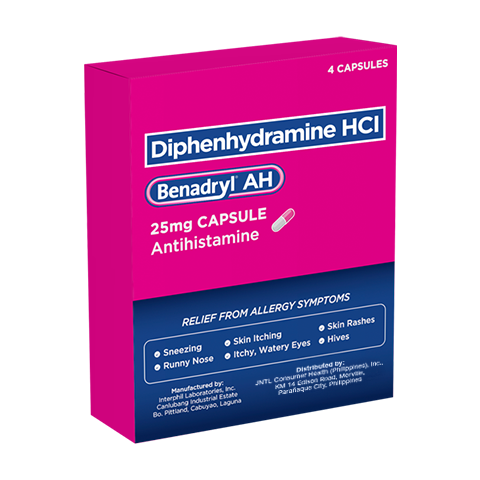 4 CAPSULES
Diphenhydramine HCl
Benadryl® AH
25mg CAPSULE
Antihistamine
RELIEF FROM ALLERGY SYMPTOMS
• Sneezing
• Runny Nose
• Skin Itching
• Itchy, Watery Eyes
• Skin Rashes
• Hives
Manufactured by:
Interphil Laboratories, Inc.
Canlubang Industrial Estate
Bo. Pittland, Cabuyao, Laguna
Distributed by:
JNTL Consumer Health (Philippines), Inc.,
KM 14 Edison Road, Merville,
Parañaque City, Philippines